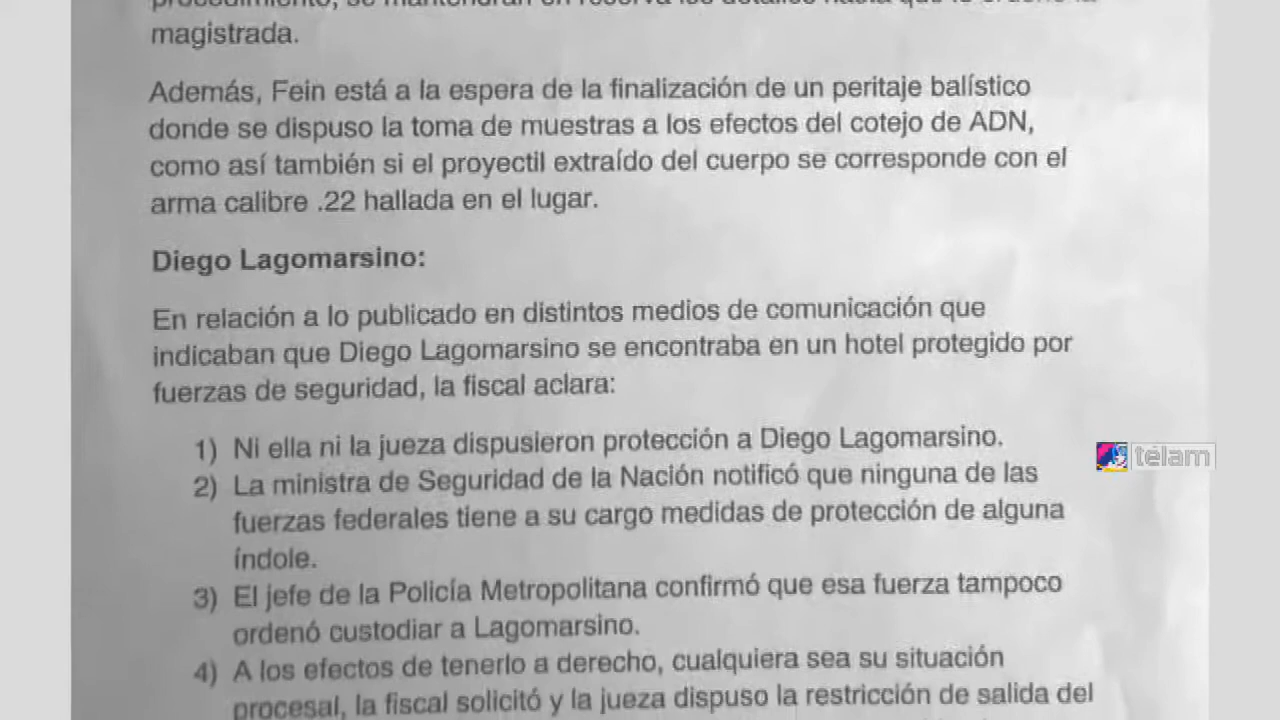 magistrada.
Además, Fein está a la espera de la finalización de un peritaje balístico
donde se dispuso la toma de muestras a los efectos del cotejo de ADN,
como así también si el proyectil extraído del cuerpo se corresponde con el
arma calibre .22 hallada en el lugar.
Diego Lagomarsino:
En relación a lo publicado en distintos medios de comunicación que
indicaban que Diego Lagomarsino se encontraba en un hotel protegido por
fuerzas de seguridad, la fiscal aclara:
1) Ni ella ni la jueza dispusieron protección a Diego Lagomarsino.
2) La ministra de Seguridad de la Nación notificó que ninguna de las
fuerzas federales tiene a su cargo medidas de protección de alguna
índole.
3) El jefe de la Policía Metropolitana confirmó que esa fuerza tampoco
ordenó custodiar a Lagomarsino.
4) A los efectos de tenerlo a derecho, cualquiera sea su situación
procesal, la fiscal solicitó y la jueza dispuso la restricción de salida del
télam